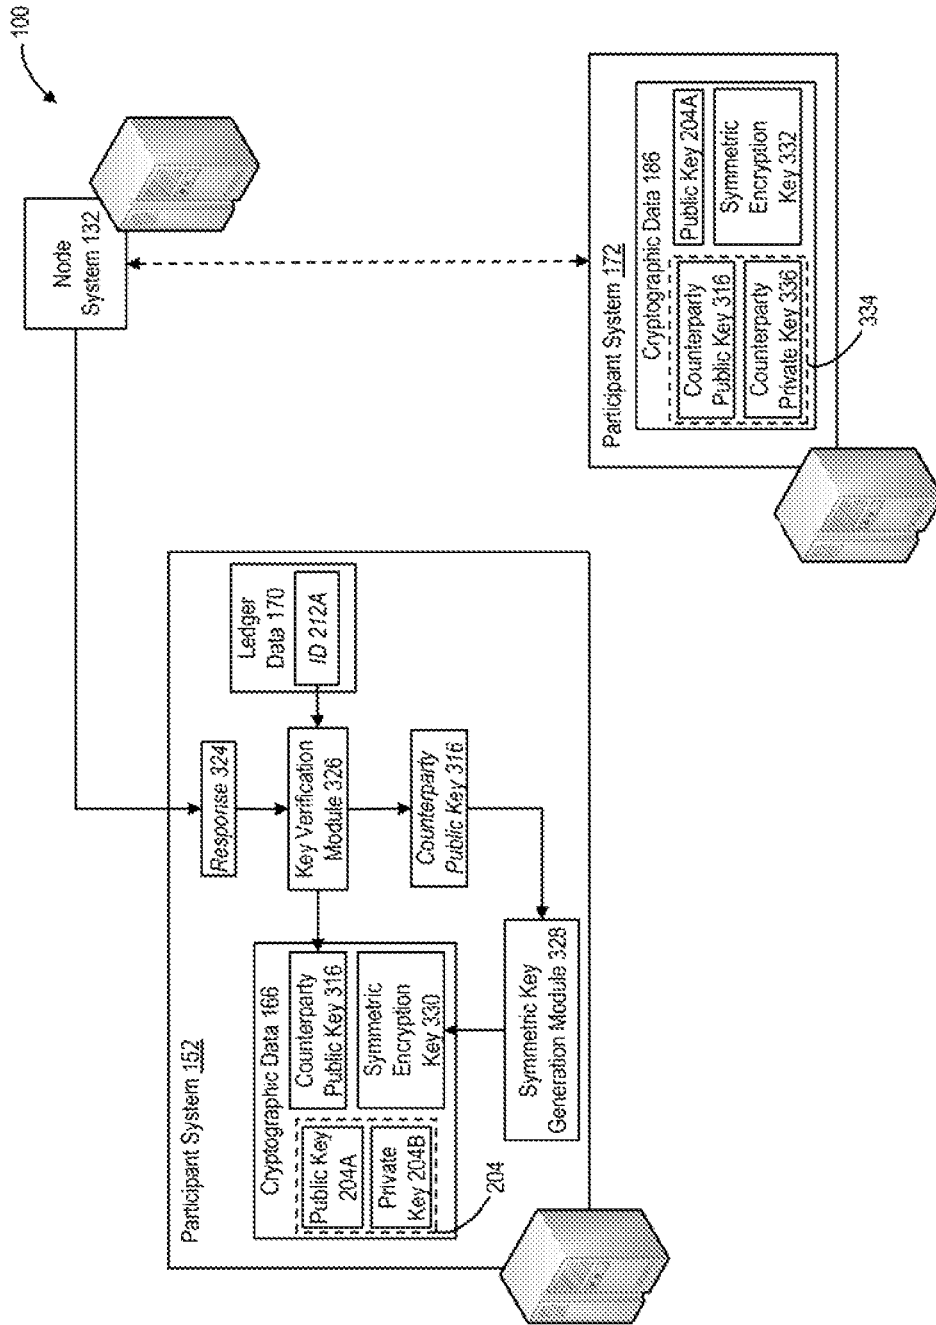 100
Node
System 132
Participant System 152
Response 324
Ledger
Data 170
ID 212A
Key Verification
Module 326
Cryptographic Data 166
Public Key
204A
Private
Key 204B
Counterparty
Public Key 316
Symmetric
Encryption
Key 330
204
Counterparty
Public Key 316
Symmetric Key
Generation Module 328
Participant System 172
Cryptographic Data 186
Counterparty
Public Key 316
Counterparty
Private Key 336
Public Key 204A
Symmetric
Encryption
Key 332
334